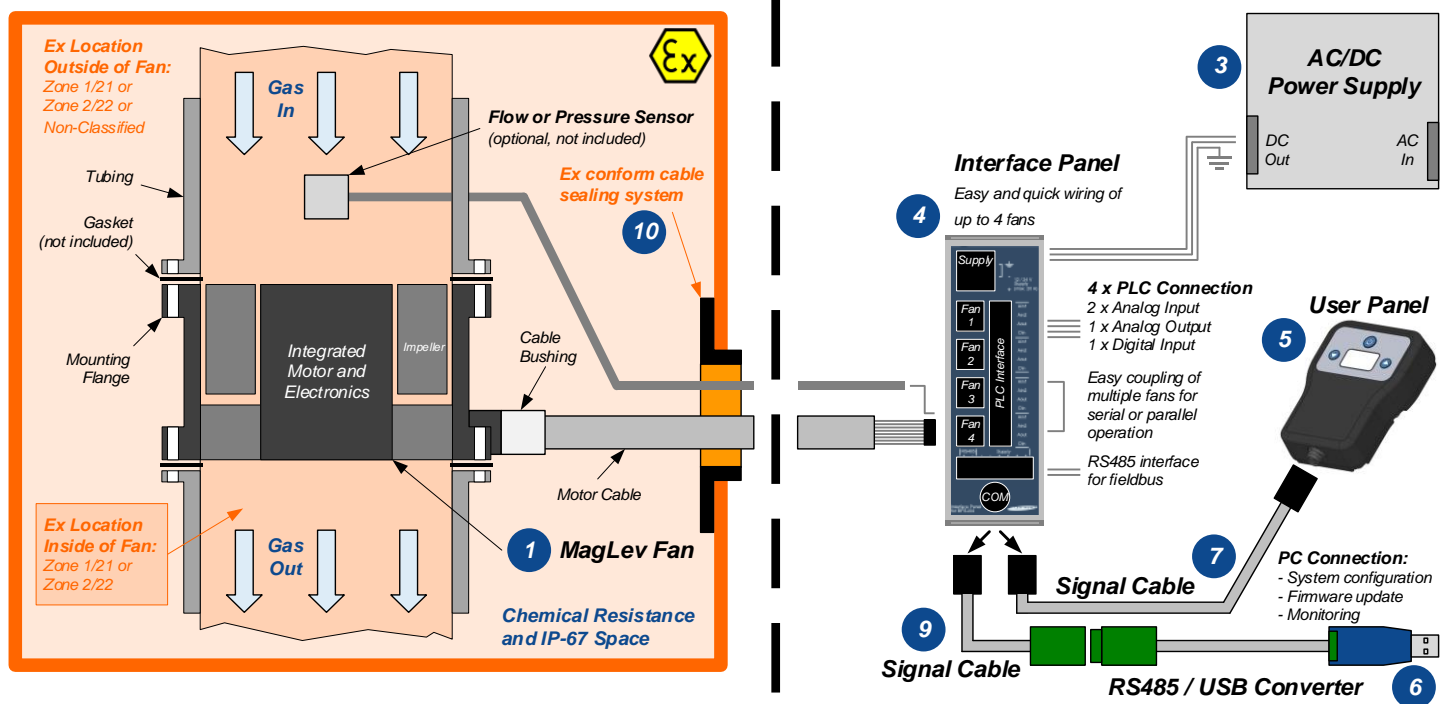 Ex Location
Outside of Fan:
Zone 1/21 or
Zone 2/22 or
Non-Classified
Gas
In
Ex
Flow or Pressure Sensor
(optional, not included)
Tubing
Gasket
(not included)
Ex conform cable
sealing system
10
Mounting
Flange
Integrated
Motor and
Electronics
Impeller
Cable
Bushing
Motor Cable
Ex Location
Inside of Fan:
Zone 1/21 or
Zone 2/22
Gas
Out
1
MagLev Fan
Chemical Resistance
and IP-67 Space
3
AC/DC
Power Supply
DC
Out
AC
In
Interface Panel
Easy and quick wiring of
up to 4 fans
4
Supply
Fan
1
Fan
2
Fan
3
Fan
4
PLC Interface
COM
4 x PLC Connection
2 x Analog Input
1 x Analog Output
1 x Digital Input
Easy coupling of
multiple fans for
serial or parallel
operation
RS485 interface
for fieldbus
User Panel
5
7
Signal Cable
PC Connection:
- System configuration
- Firmware update
- Monitoring
9
Signal Cable
RS485 / USB Converter
6